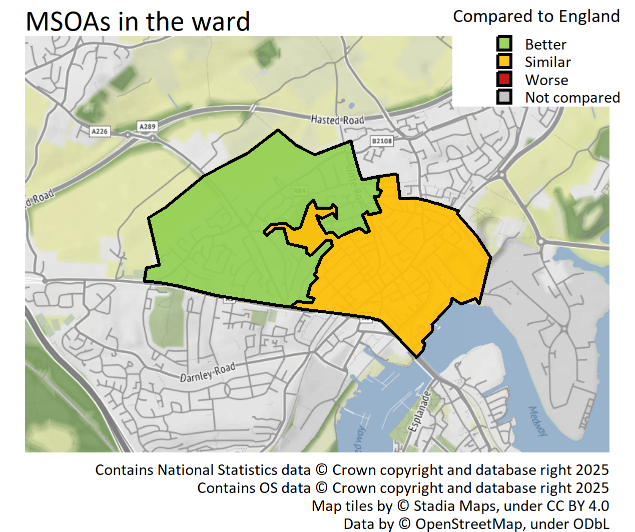 MSOAs in the ward
Compared to England
Better
Similar
Worse
Not compared
Hasted Road
A289
A226
B2108
d Road
Darnley Road
Esplanade
Medway
dway
Contains National Statistics data © Crown copyright and database right 2025
Contains OS data © Crown copyright and database right 2025
Map tiles by © Stadia Maps, under CC BY 4.0
Data by © OpenStreetMap, under ODbL